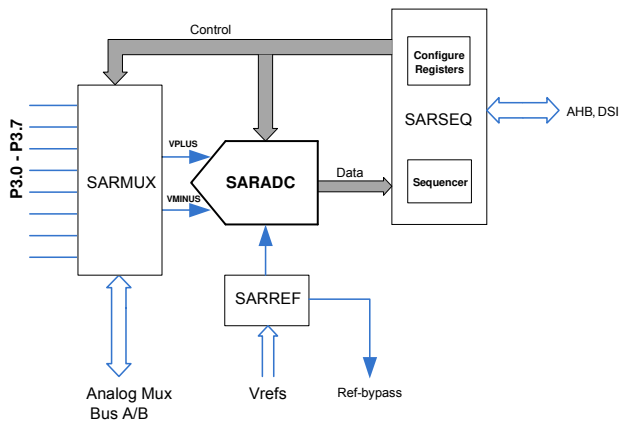 Control
Configure
Registers
SARSEQ
AHB, DSI
P3.0 - P3.7
SARMUX
VPLUS
VMINUS
SARADC
Data
Sequencer
SARREF
Analog Mux
Bus A/B
Vrefs
Ref-bypass